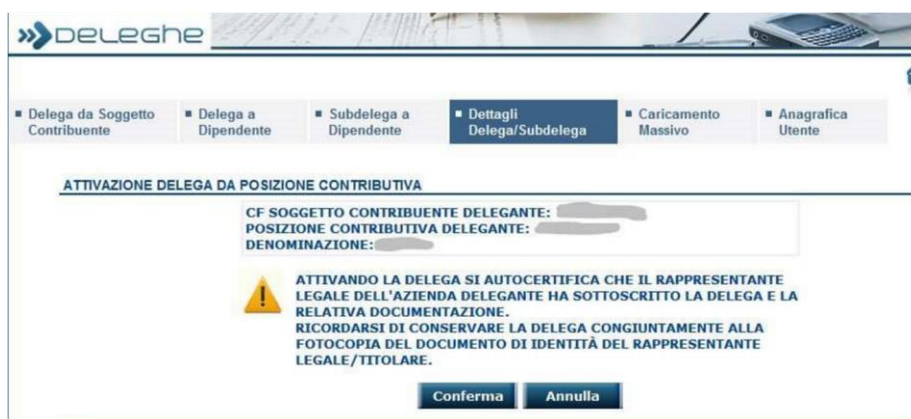 DELEGHE
Delega da Soggetto Contribuente
Delega a Dipendente
Subdelega a Dipendente
Dettagli Delega/Subdelega
Caricamento Massivo
Anagrafica Utente
ATTIVAZIONE DELEGA DA POSIZIONE CONTRIBUTIVA
CF SOGGETTO CONTRIBUENTE DELEGANTE:
POSIZIONE CONTRIBUTIVA DELEGANTE:
DENOMINAZIONE:
ATTIVANDO LA DELEGA SI AUTOCERTIFICA CHE IL RAPPRESENTANTE
LEGALE DELL'AZIENDA DELEGANTE HA SOTTOSCRITTO LA DELEGA E LA
RELATIVA DOCUMENTAZIONE.
RICORDARSI DI CONSERVARE LA DELEGA CONGIUNTAMENTE ALLA
FOTOCOPIA DEL DOCUMENTO DI IDENTITÀ DEL RAPPRESENTANTE
LEGALE/TITOLARE.
Conferma
Annulla